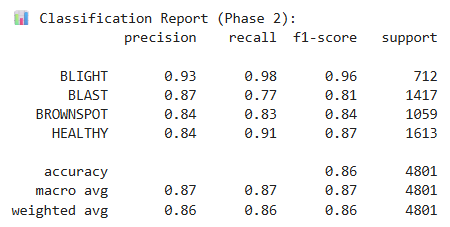 📊 Classification Report (Phase 2):
precision recall f1-score support
BLIGHT 0.93 0.98 0.96 712
BLAST 0.87 0.77 0.81 1417
BROWNSPOT 0.84 0.83 0.84 1059
HEALTHY 0.84 0.91 0.87 1613
accuracy 0.86 4801
macro avg 0.87 0.87 0.87 4801
weighted avg 0.86 0.86 0.86 4801